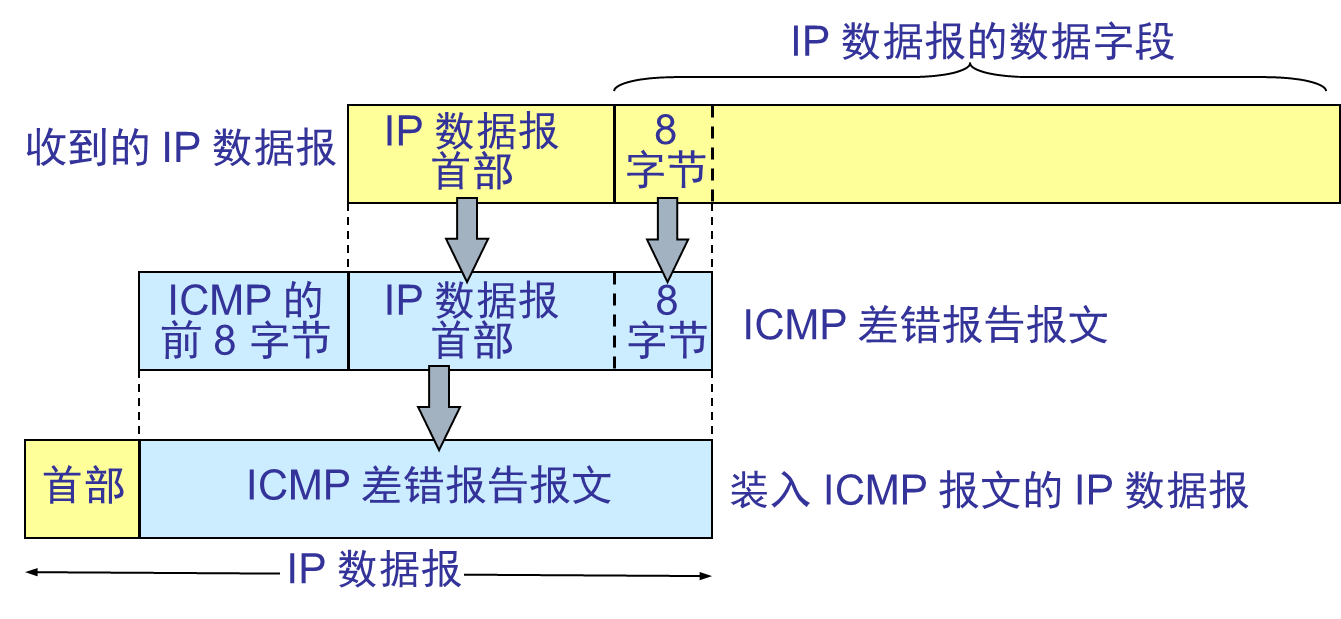 IP 数据报的数据字段
收到的 IP 数据报
IP 数据报
首部
8
字节
ICMP 的
前 8 字节
IP 数据报
首部
8
字节
ICMP 差错报告报文
首部
ICMP 差错报告报文
装入 ICMP 报文的 IP 数据报
IP 数据报